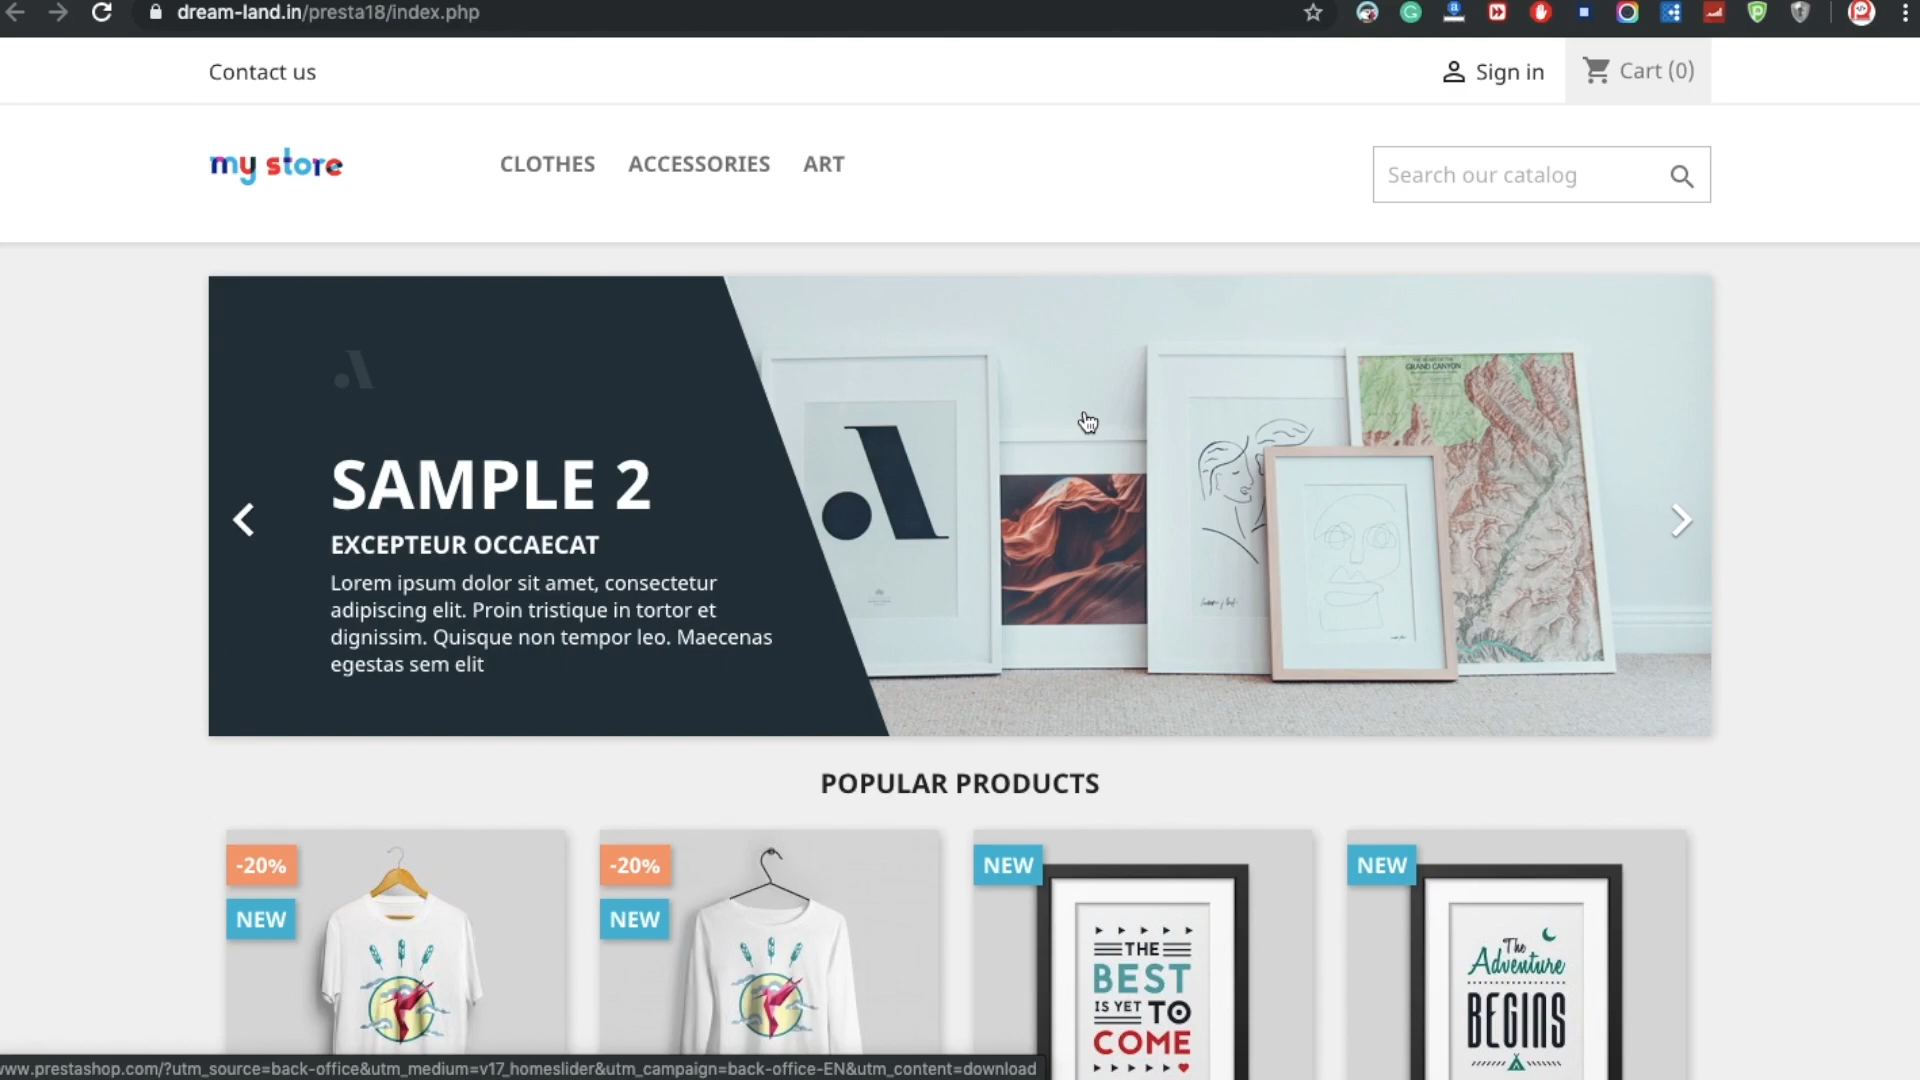 dream-land.in/presta18/index.php
Contact us
Sign in
Cart (0)
my store
CLOTHES ACCESSORIES ART
Search our catalog
GRAND CANYON
SAMPLE 2
EXCEPTEUR OCCAECAT
Lorem ipsum dolor sit amet, consectetur
adipiscing elit. Proin tristique in tortor et
dignissim. Quisque non tempor leo. Maecenas
egestas sem elit
POPULAR PRODUCTS
-20%
NEW
-20%
NEW
NEW
THE
BEST
IS YET TO
COME
NEW
The
Adventure
BEGINS
www.prestashop.com/?utm_source=back-office&utm_medium=v17_homeslider&utm_campaign=back-office-EN&utm_content=download